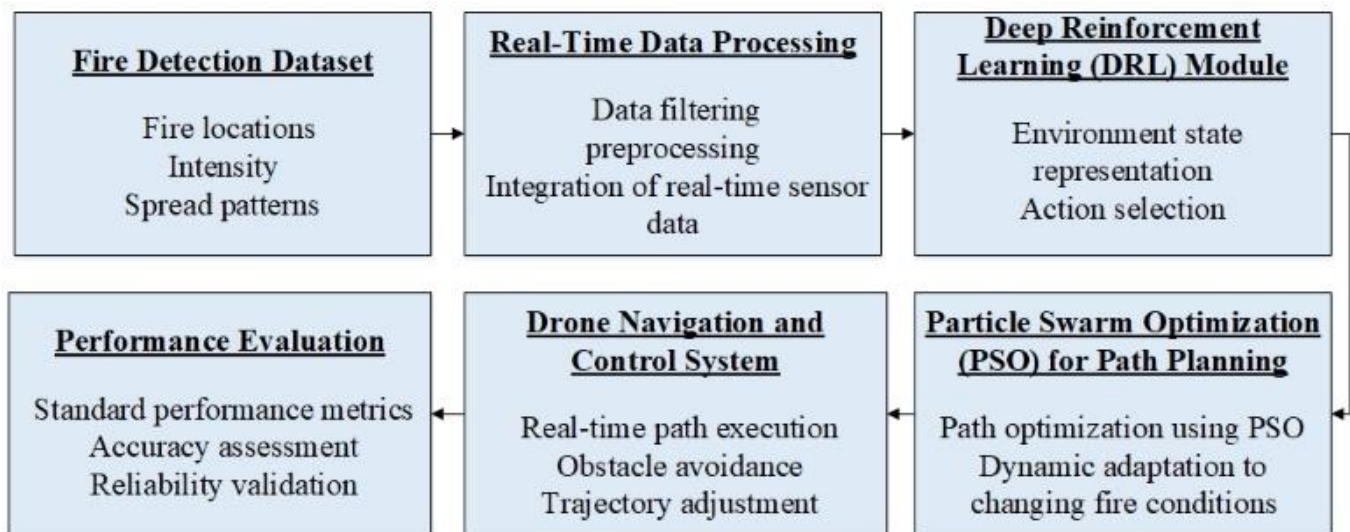 Fire Detection Dataset
Fire locations
Intensity
Spread patterns
Real-Time Data Processing
Data filtering
preprocessing
Integration of real-time sensor
data
Deep Reinforcement
Learning (DRL) Module
Environment state
representation
Action selection
Particle Swarm Optimization
(PSO) for Path Planning
Path optimization using PSO
Dynamic adaptation to
changing fire conditions
Drone Navigation and
Control System
Real-time path execution
Obstacle avoidance
Trajectory adjustment
Performance Evaluation
Standard performance metrics
Accuracy assessment
Reliability validation